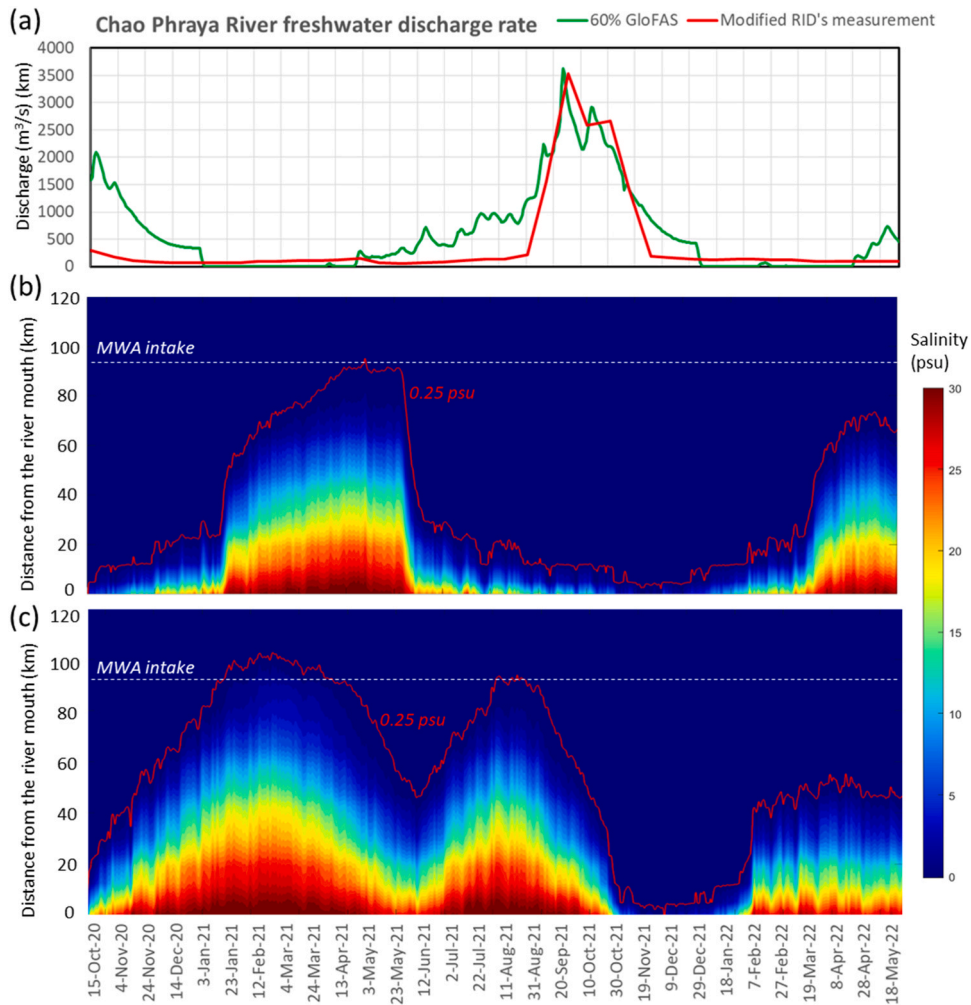 (a)
Chao Phraya River freshwater discharge rate
60% GloFAS
Modified RID's measurement
Discharge (m³/s) (km)
4000
3500
3000
2500
2000
1500
1000
500
0
(b)
Distance from the river mouth (km)
120
100
80
60
40
20
0
MWA intake
0.25 psu
Salinity
(psu)
30
25
20
15
10
5
0
(c)
Distance from the river mouth (km)
120
100
80
60
40
20
0
MWA intake
0.25 psu
15-Oct-20
4-Nov-20
24-Nov-20
14-Dec-20
3-Jan-21
23-Jan-21
12-Feb-21
4-Mar-21
24-Mar-21
13-Apr-21
3-May-21
23-May-21
12-Jun-21
2-Jul-21
22-Jul-21
11-Aug-21
31-Aug-21
20-Sep-21
10-Oct-21
30-Oct-21
19-Nov-21
9-Dec-21
29-Dec-21
18-Jan-22
7-Feb-22
27-Feb-22
19-Mar-22
8-Apr-22
28-Apr-22
18-May-22